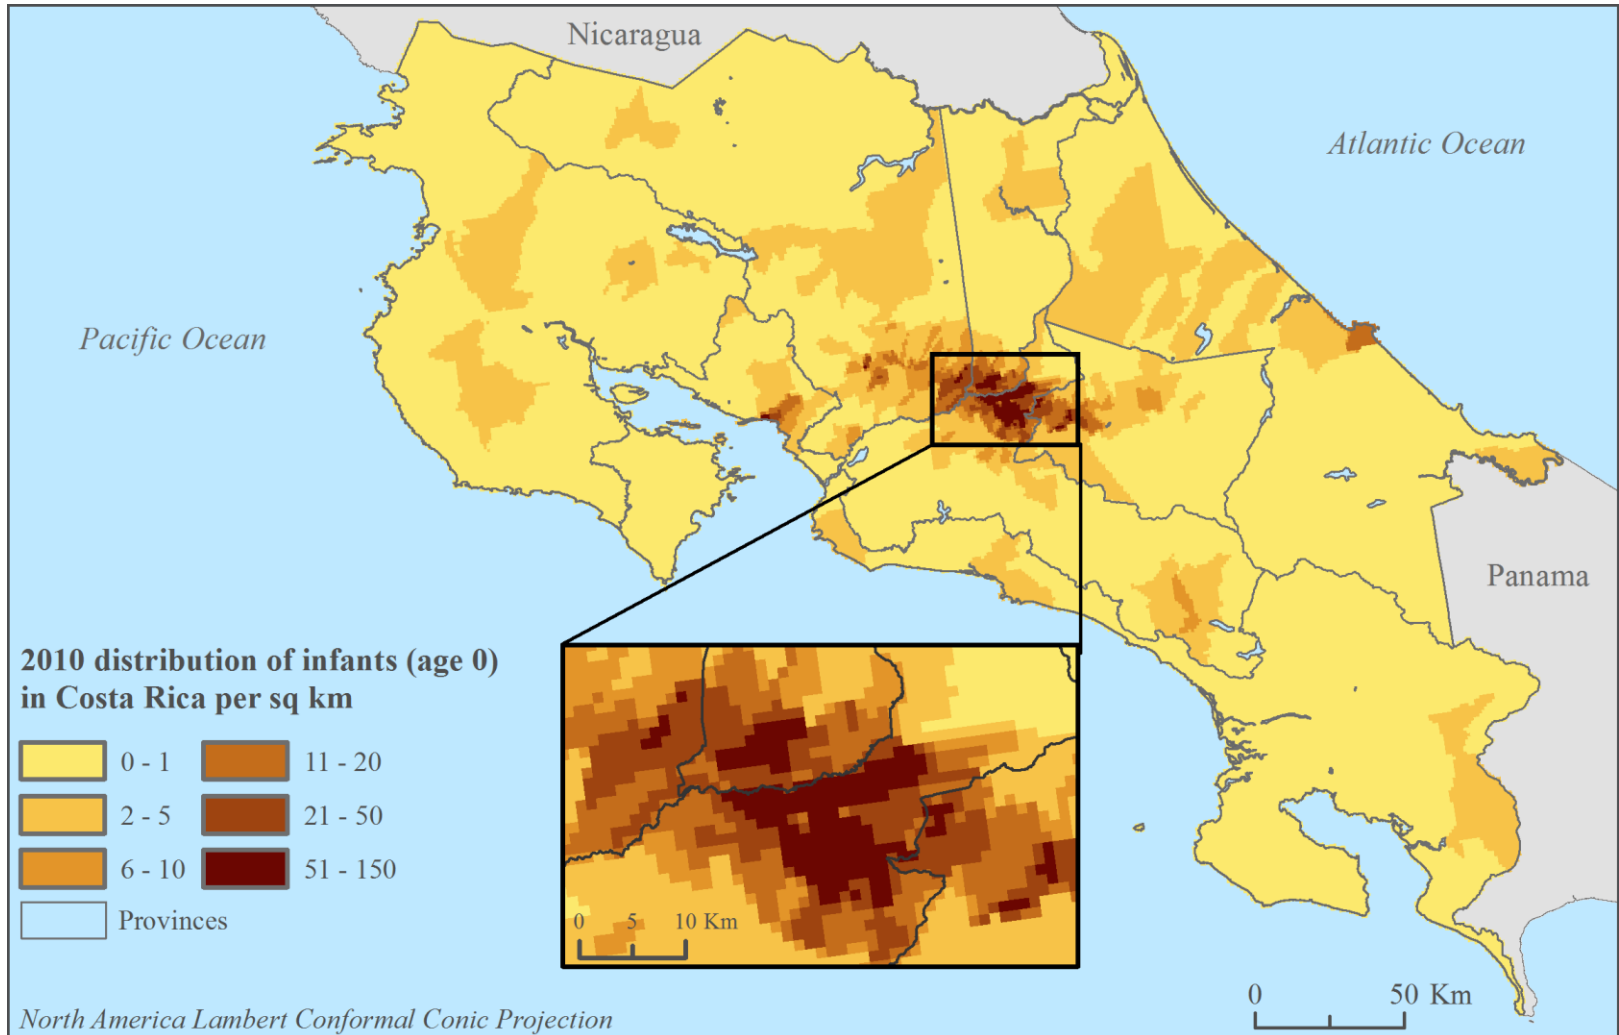 Nicaragua
Atlantic Ocean
Pacific Ocean
Panama
2010 distribution of infants (age 0)
in Costa Rica per sq km
0 - 1
11 - 20
2 - 5
21 - 50
6 - 10
51 - 150
Provinces
0 5 10 Km
0 50 Km
North America Lambert Conformal Conic Projection